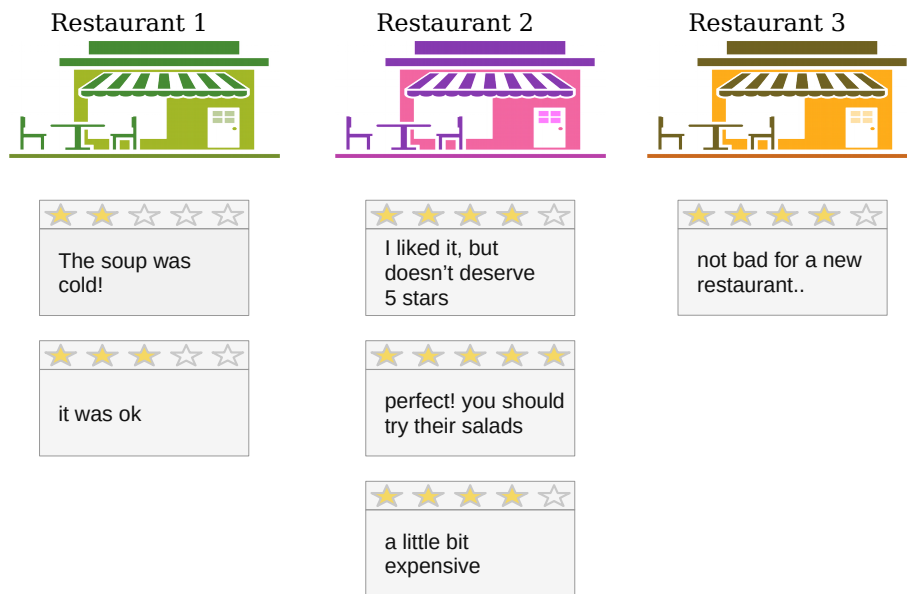 Restaurant 1
Restaurant 2
Restaurant 3
The soup was
cold!
it was ok
I liked it, but
doesn’t deserve
5 stars
perfect! you should
try their salads
a little bit
expensive
not bad for a new
restaurant..